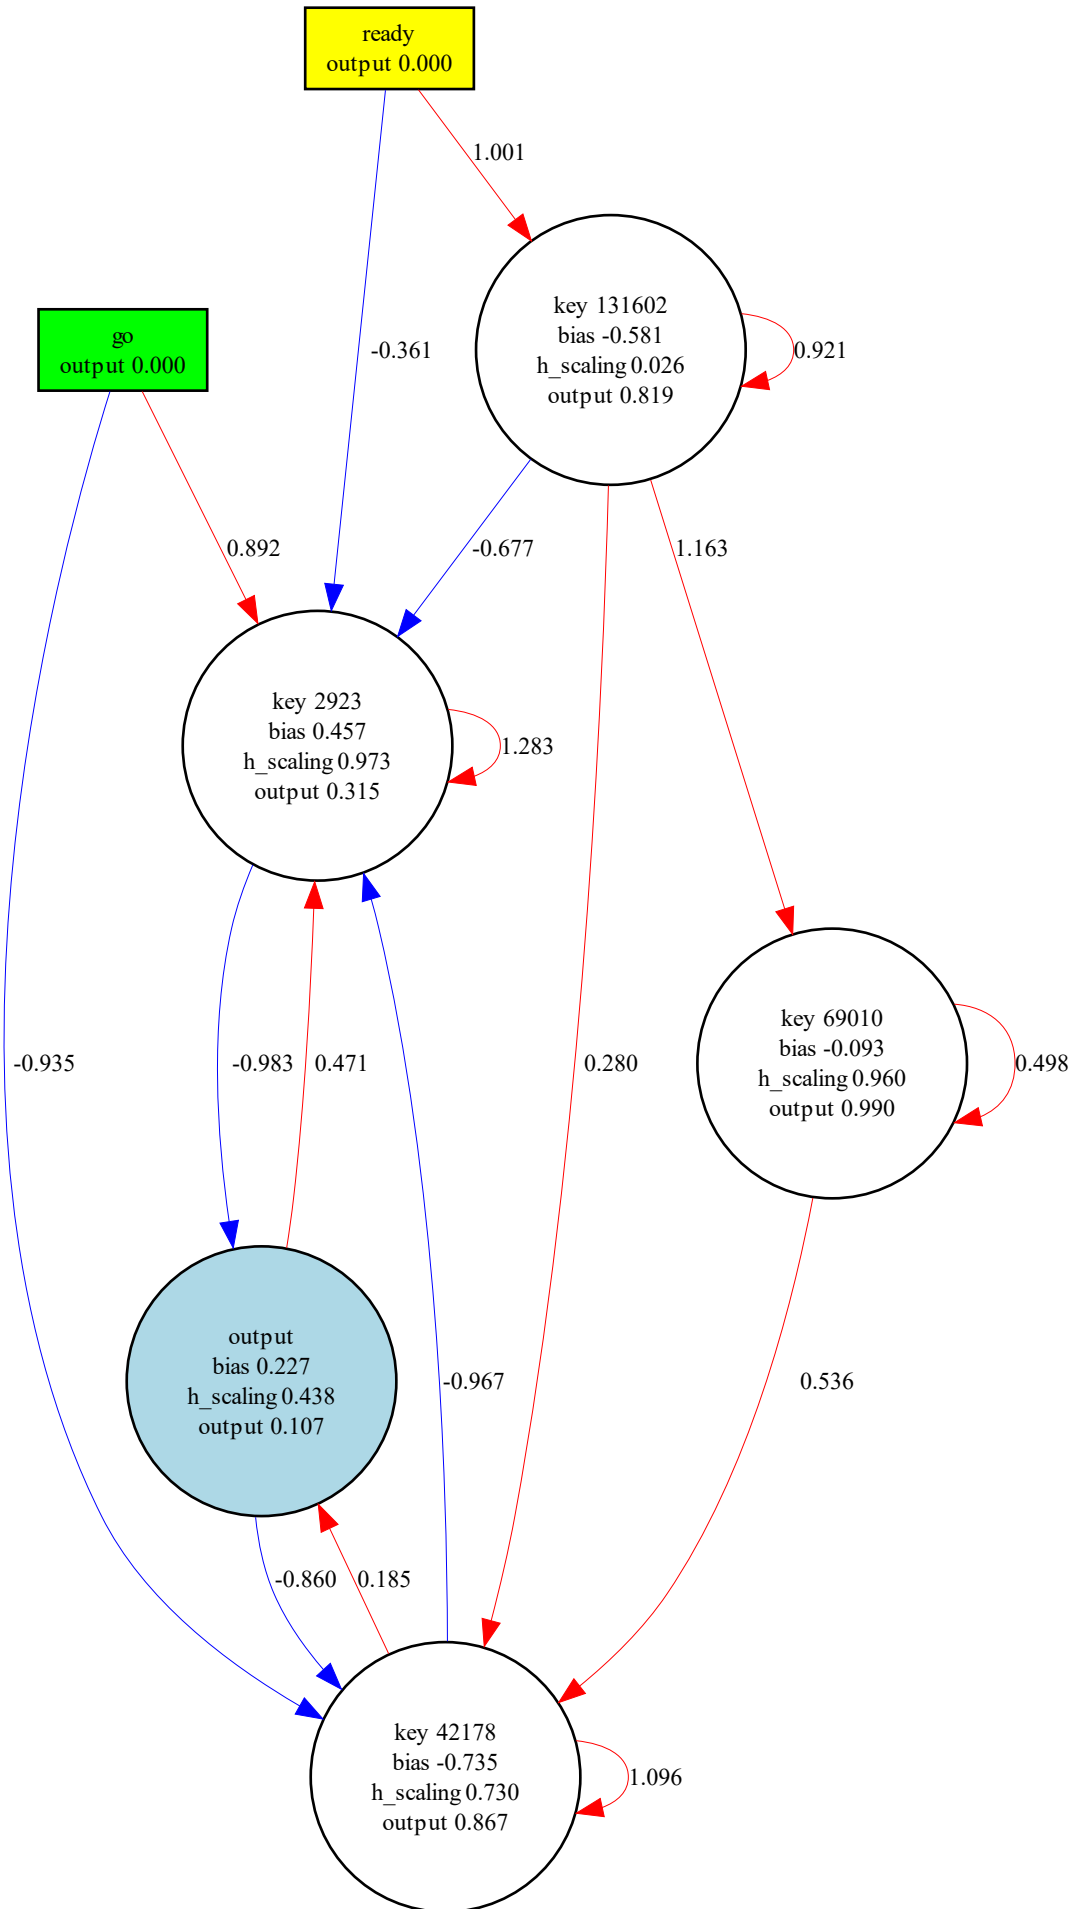 ready
output 0.000
1.001
key 131602
bias -0.581
h_scaling 0.026
output 0.819
0.921
go
output 0.000
-0.361
0.892
-0.677
1.163
key 2923
bias 0.457
h_scaling 0.973
output 0.315
1.283
key 69010
bias -0.093
h_scaling 0.960
output 0.990
0.498
-0.935
-0.983
0.471
0.280
output
bias 0.227
h_scaling 0.438
output 0.107
-0.967
0.536
-0.860
0.185
key 42178
bias -0.735
h_scaling 0.730
output 0.867
1.096